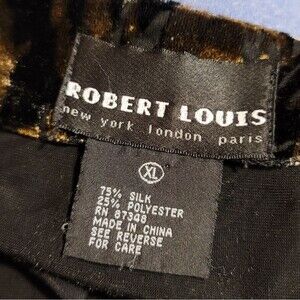 ROBERT LOUIS
new york london paris
XL
75% SILK
25% POLYESTER
RN 87348
MADE IN CHINA
SEE REVERSE
FOR CARE